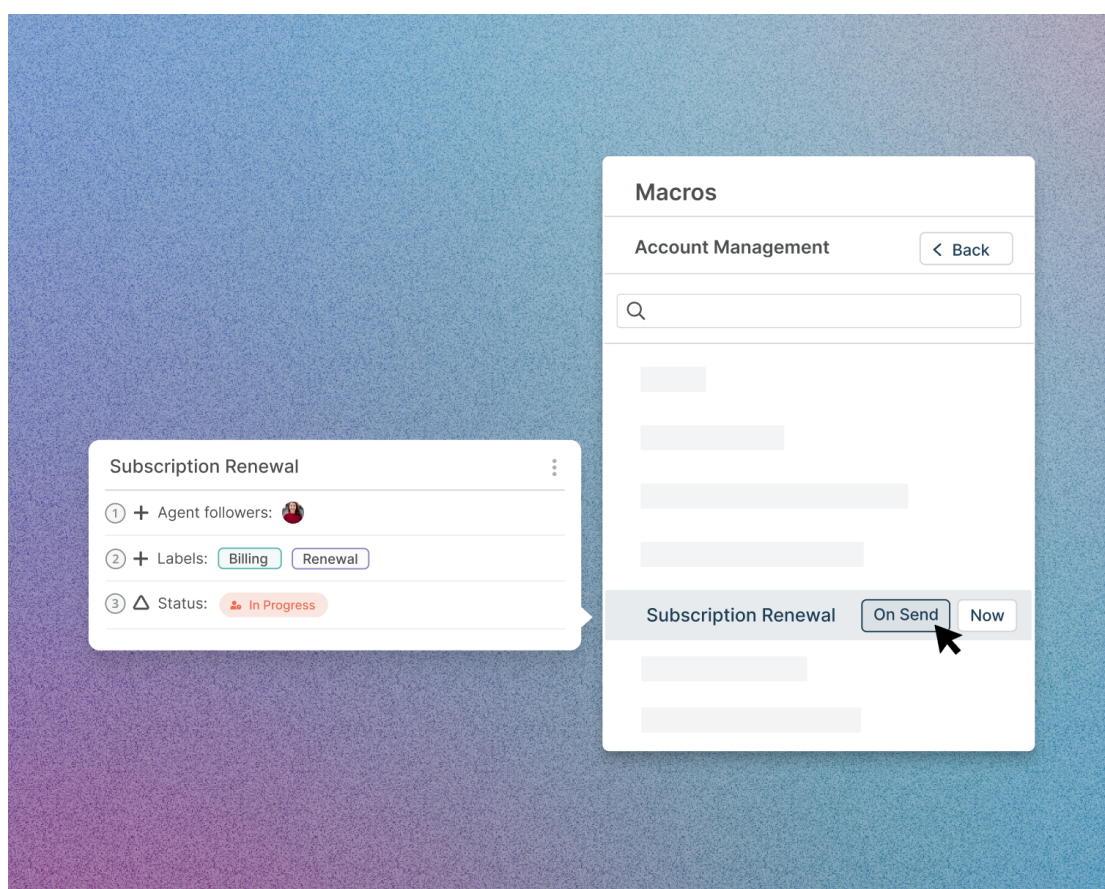 Macros
Account Management
Back
Subscription Renewal
1 Agent followers:
2 Labels: Billing Renewal
3 Status: In Progress
Subscription Renewal On Send Now